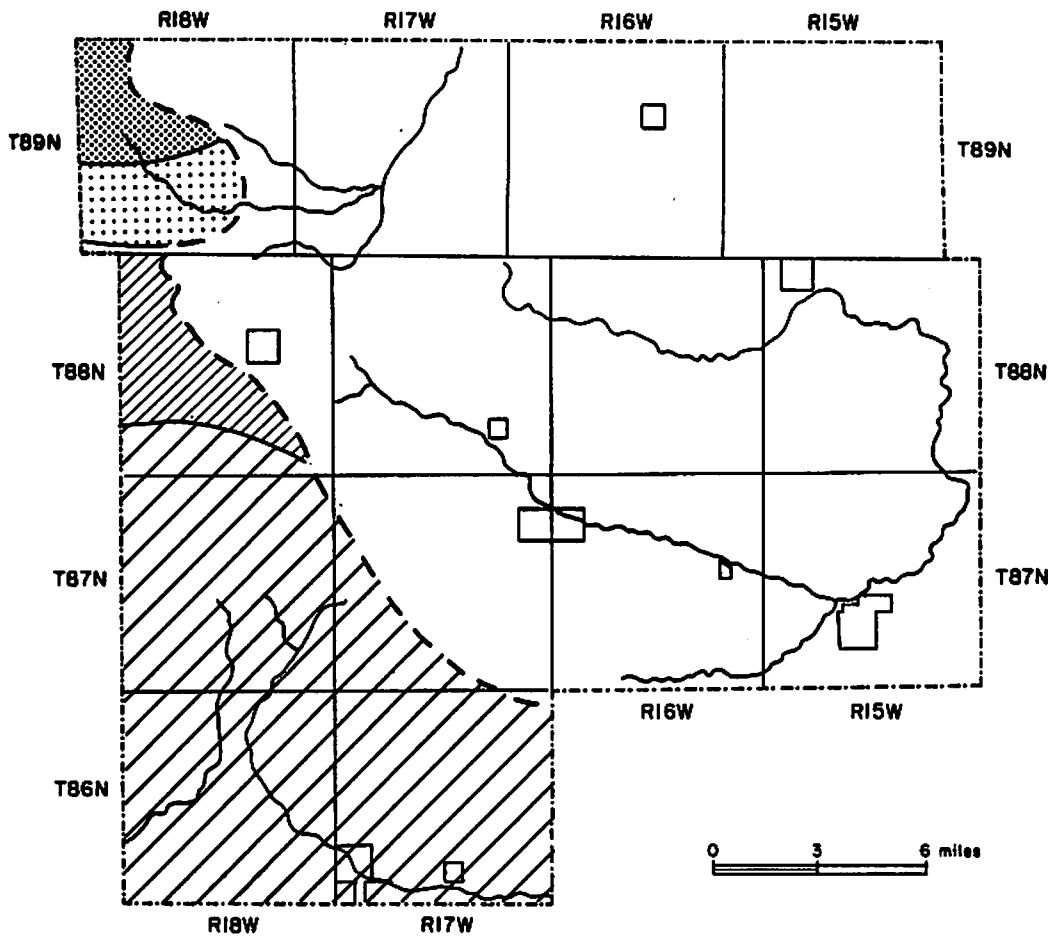 R18W R17W R16W R15W
T89N T89N
T88N T88N
T87N T87N
R16W R15W
T86N
0 3 6 miles
R18W R17W